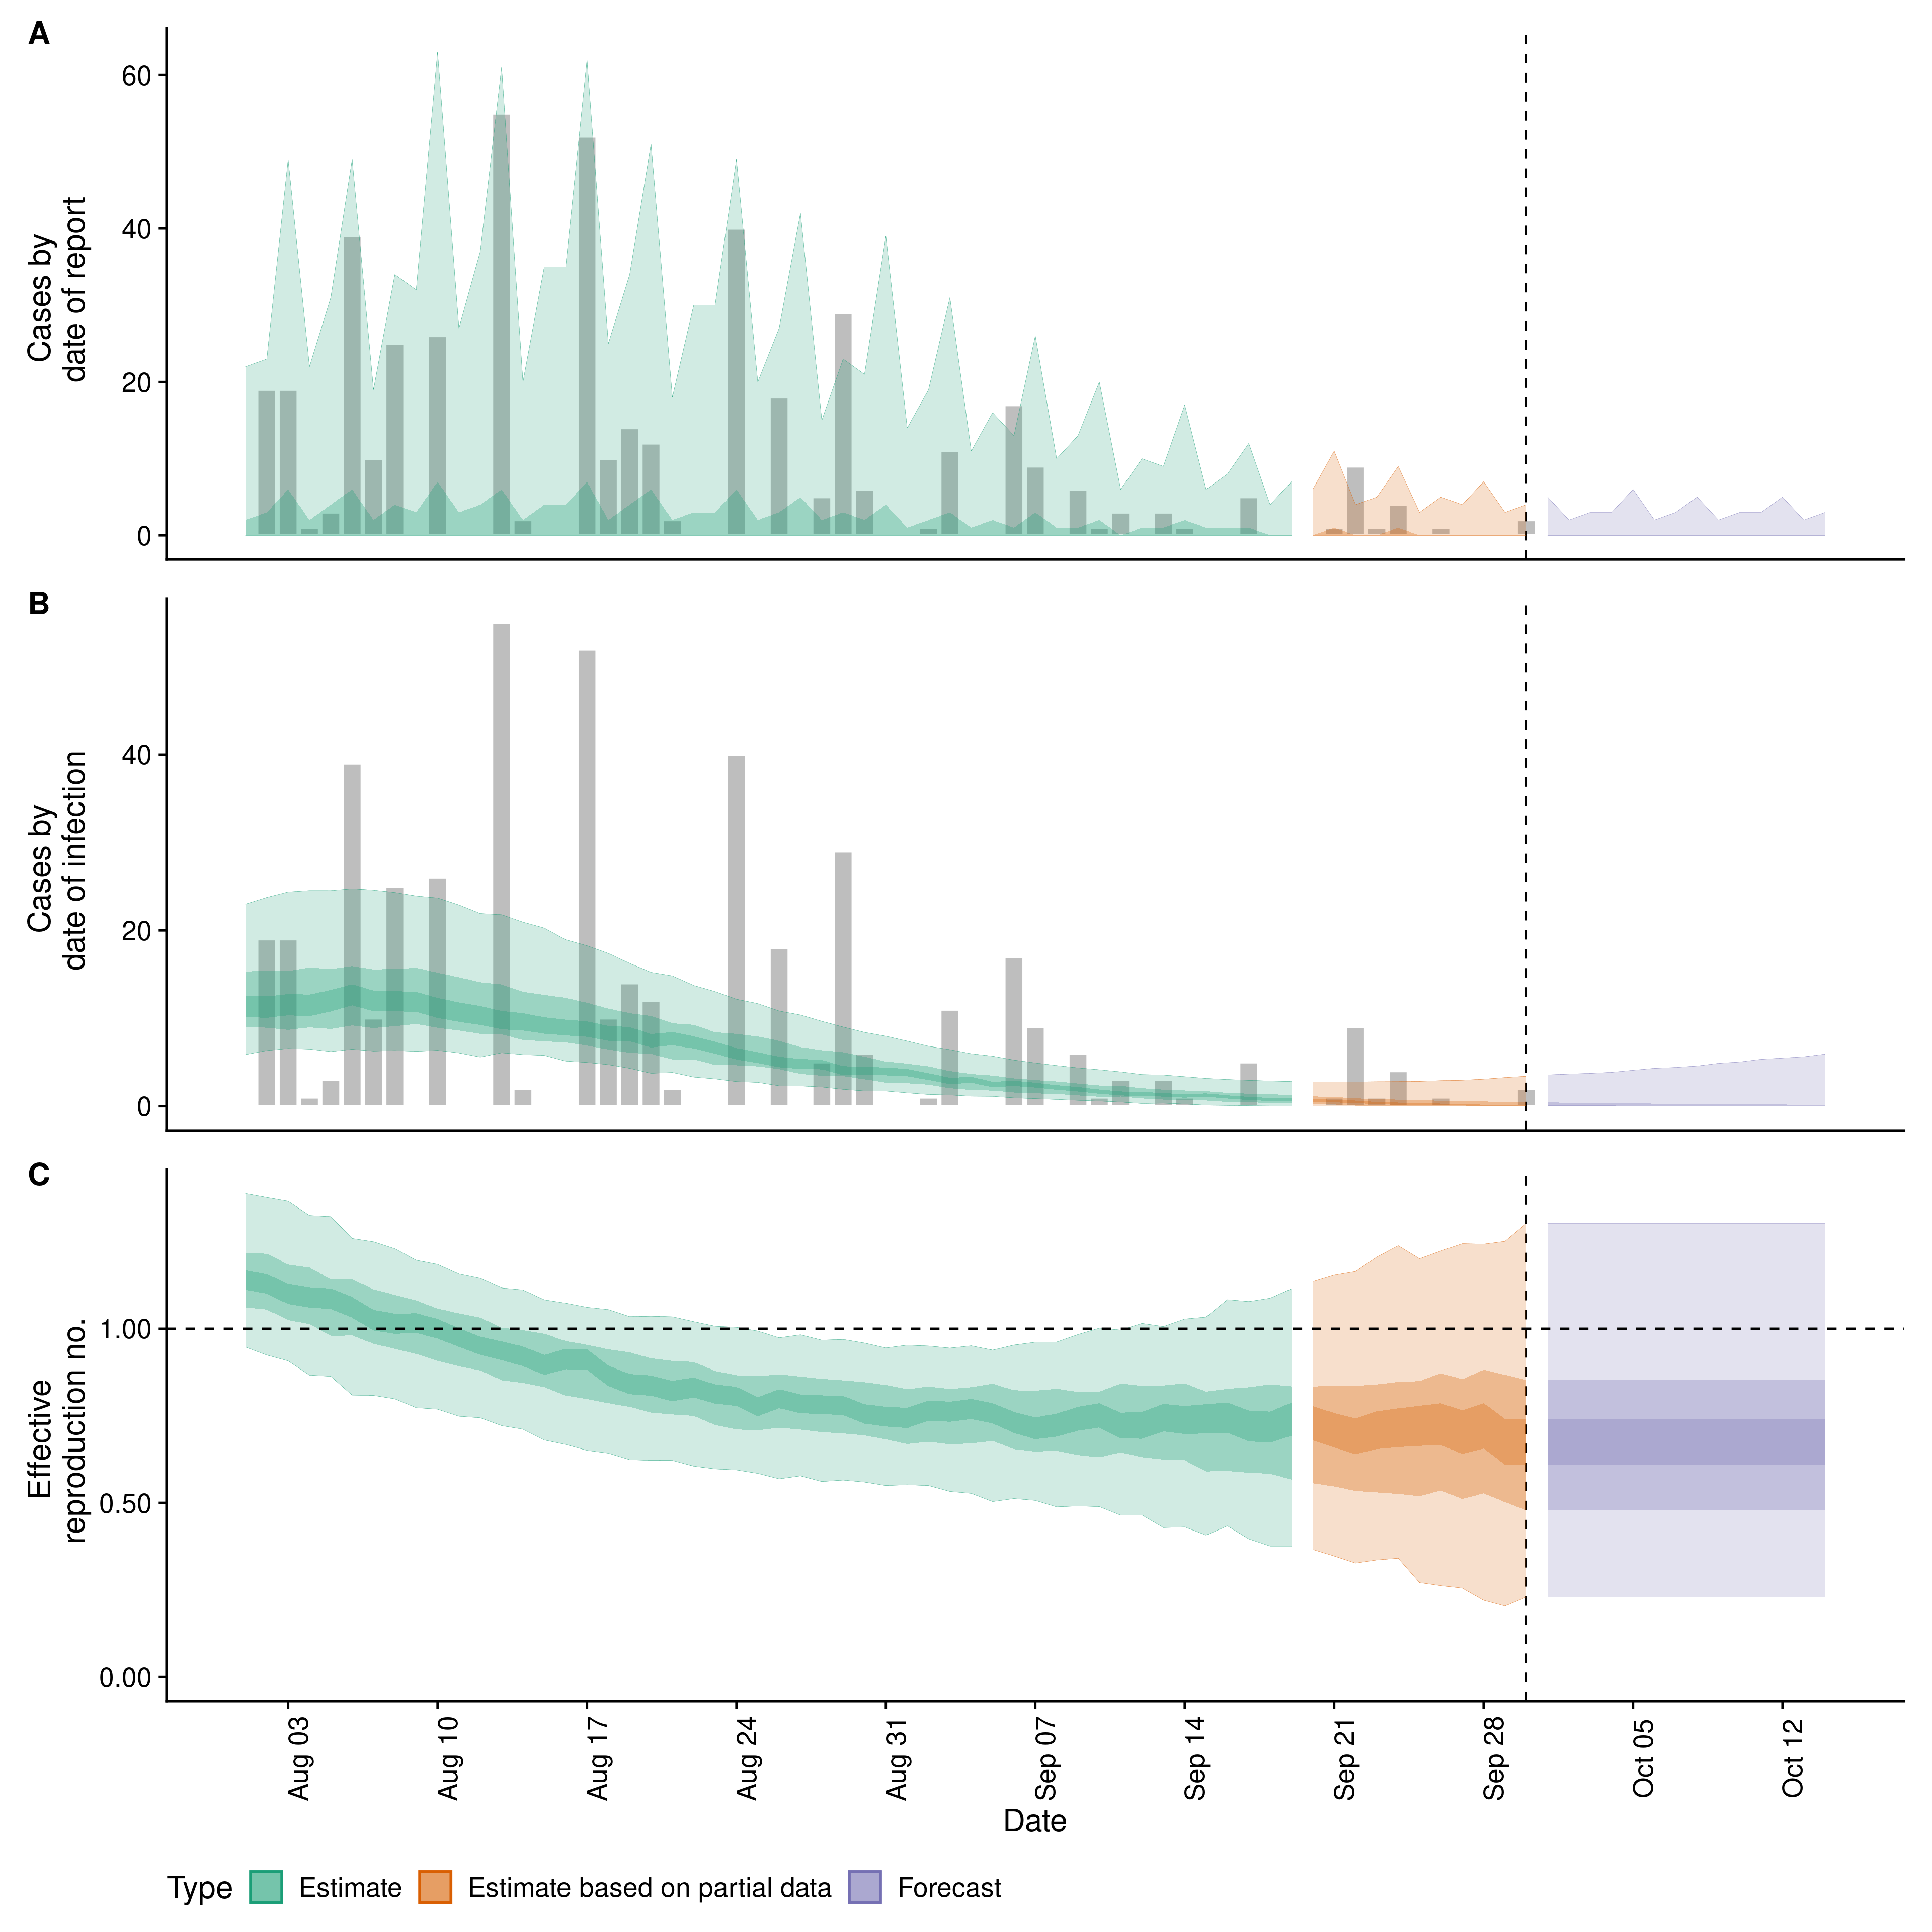 A
Cases by
date of report
60
40
20
0
B
Cases by
date of infection
40
20
0
C
Effective
reproduction no.
1.00
0.50
0.00
Aug 03
Aug 10
Aug 17
Aug 24
Aug 31
Sep 07
Sep 14
Sep 21
Sep 28
Oct 05
Oct 12
Date
Type Estimate Estimate based on partial data Forecast